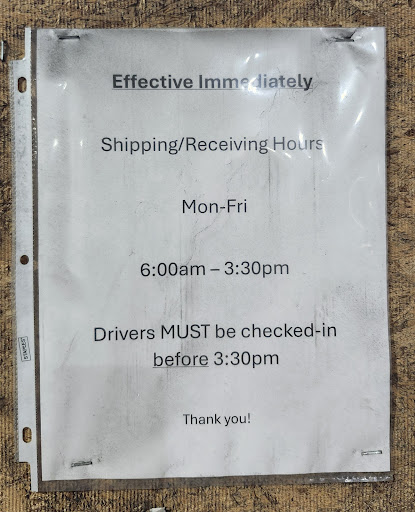 Effective Immediately
Shipping/Receiving Hours
Mon-Fri
6:00am – 3:30pm
Drivers MUST be checked-in
before 3:30pm
Thank you!
STAPLES